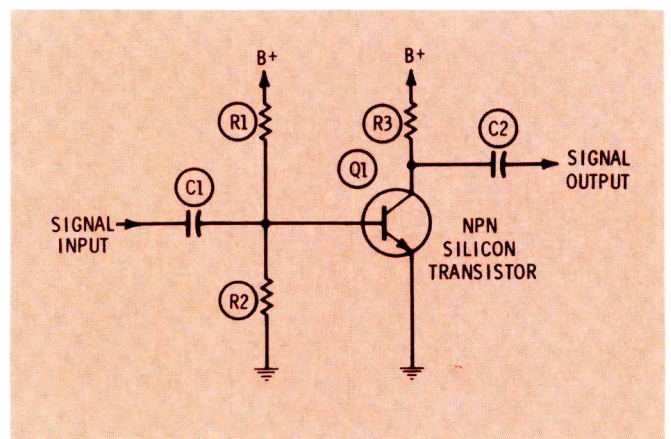 B+
B+
R1
R3
C2
Q1
SIGNAL
OUTPUT
C1
SIGNAL
INPUT
NPN
SILICON
TRANSISTOR
R2